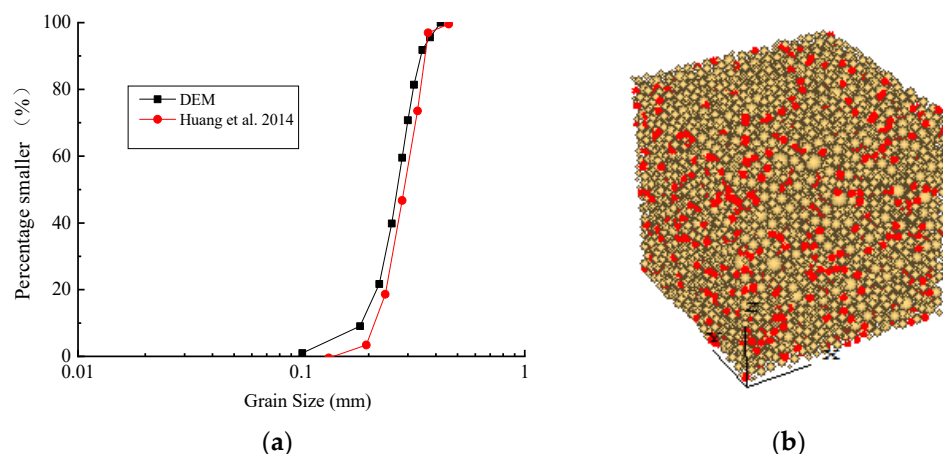 100
80
60
40
20
0
Percentage smaller (%)
DEM
Huang et al. 2014
0.01
0.1
1
Grain Size (mm)
Z
Y
X
(a)
(b)